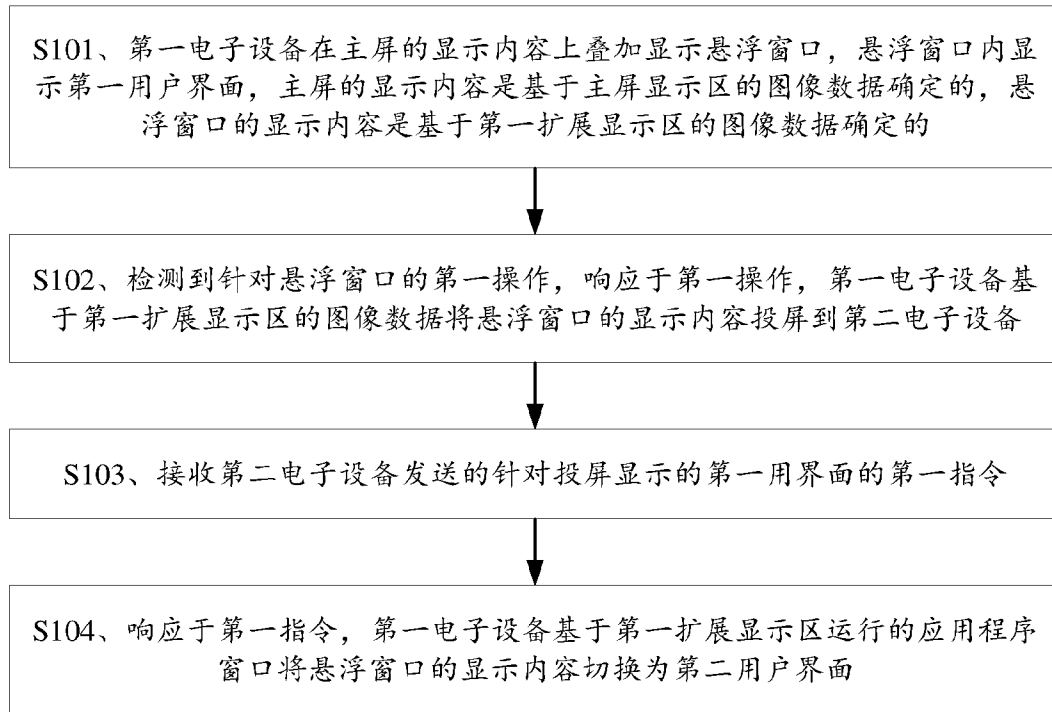 S101、第一电子设备在主屏的显示内容上叠加显示悬浮窗口，悬浮窗口内显
示第一用户界面，主屏的显示内容是基于主屏显示区的图像数据确定的，悬
浮窗口的显示内容是基于第一扩展显示区的图像数据确定的
S102、检测到针对悬浮窗口的第一操作，响应于第一操作，第一电子设备基
于第一扩展显示区的图像数据将悬浮窗口的显示内容投屏到第二电子设备
S103、接收第二电子设备发送的针对投屏显示的第一用界面的第一指令
S104、响应于第一指令，第一电子设备基于第一扩展显示区运行的应用程序
窗口将悬浮窗口的显示内容切换为第二用户界面